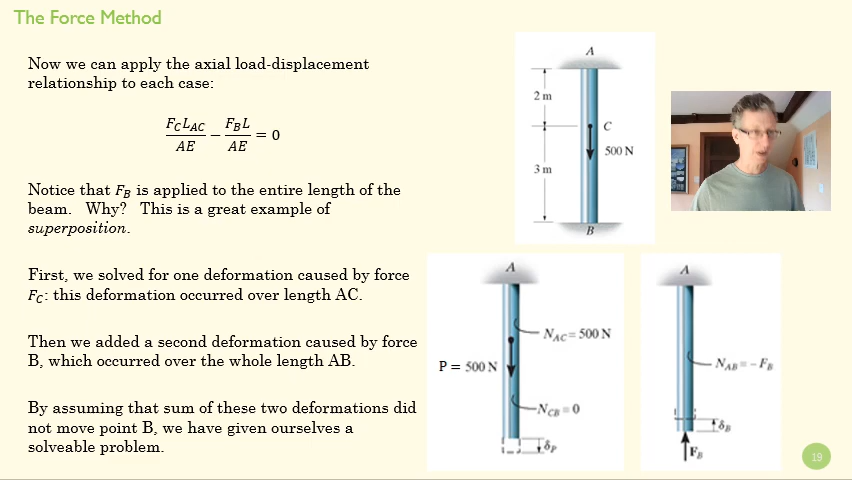 The Force Method
Now we can apply the axial load-displacement
relationship to each case:
F_C L_AC / AE − F_B L / AE = 0
Notice that F_B is applied to the entire length of the
beam. Why? This is a great example of
superposition.
First, we solved for one deformation caused by force
F_C: this deformation occurred over length AC.
Then we added a second deformation caused by force
B, which occurred over the whole length AB.
By assuming that sum of these two deformations did
not move point B, we have given ourselves a
solveable problem.
A
2 m
C
500 N
3 m
B
A
N_AC = 500 N
P = 500 N
N_CB = 0
δ_P
A
N_AB = − F_B
δ_B
F_B
19